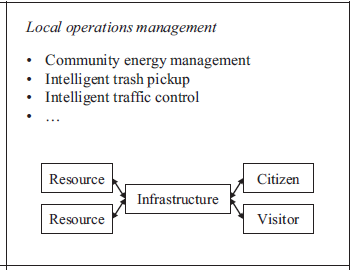 Local operations management
• Community energy management
• Intelligent trash pickup
• Intelligent traffic control
• …
Resource
Citizen
Infrastructure
Resource
Visitor